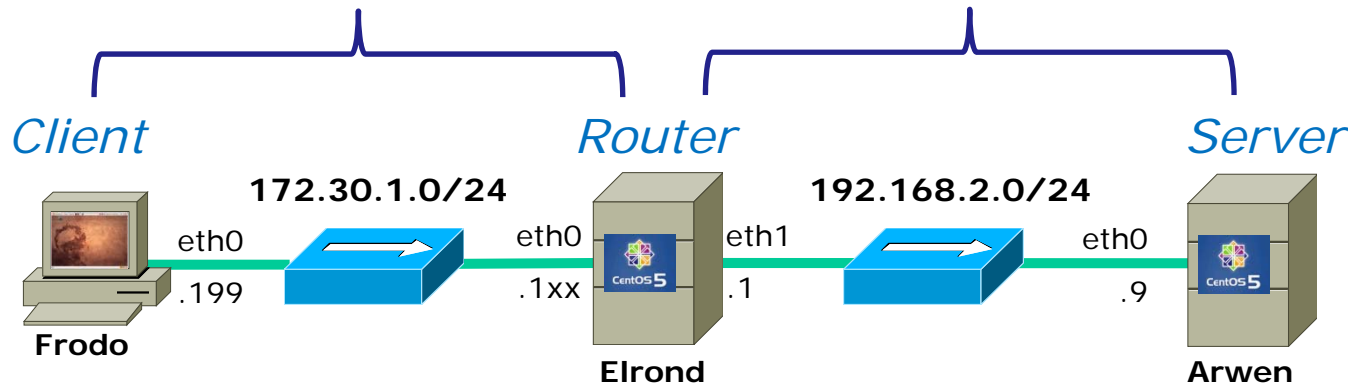 Client
Router
Server
172.30.1.0/24
192.168.2.0/24
eth0
eth0
eth1
eth0
.199
.1xx
.1
.9
CentOS 5
CentOS 5
Frodo
Elrond
Arwen